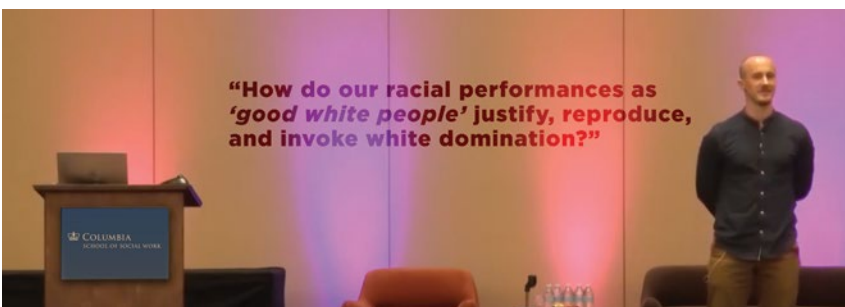 “How do our racial performances as
‘good white people’ justify, reproduce,
and invoke white domination?”
COLUMBIA
SCHOOL OF SOCIAL WORK